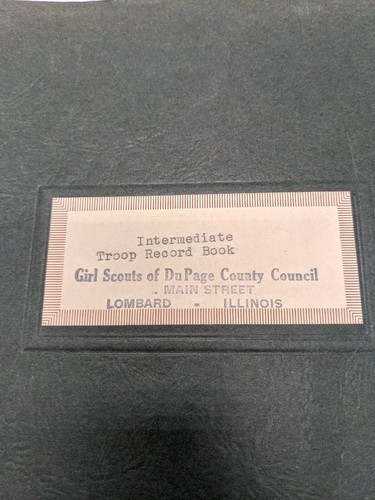 Intermediate
Troop Record Book
Girl Scouts of DuPage County Council
MAIN STREET
LOMBARD - ILLINOIS